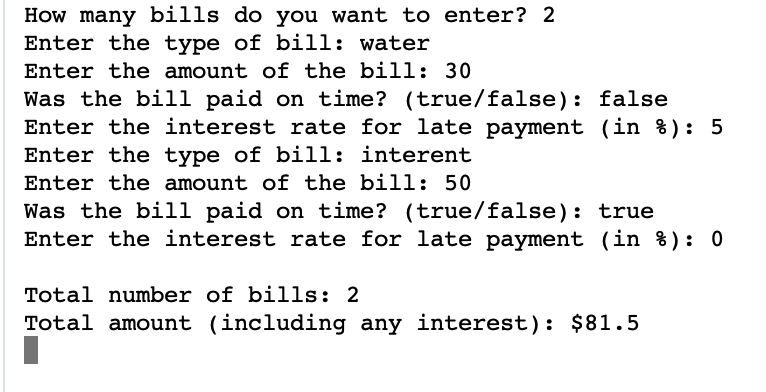 How many bills do you want to enter? 2
Enter the type of bill: water
Enter the amount of the bill: 30
Was the bill paid on time? (true/false): false
Enter the interest rate for late payment (in %): 5
Enter the type of bill: interent
Enter the amount of the bill: 50
Was the bill paid on time? (true/false): true
Enter the interest rate for late payment (in %): 0
Total number of bills: 2
Total amount (including any interest): $81.5